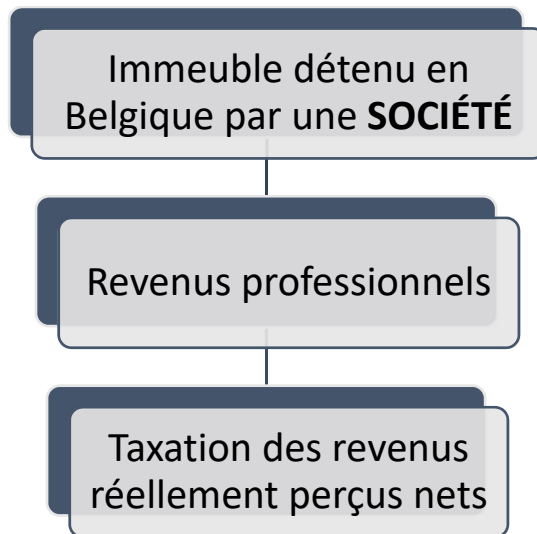 Immeuble détenu en
Belgique par une SOCIÉTÉ
Revenus professionnels
Taxation des revenus
réellement perçus nets